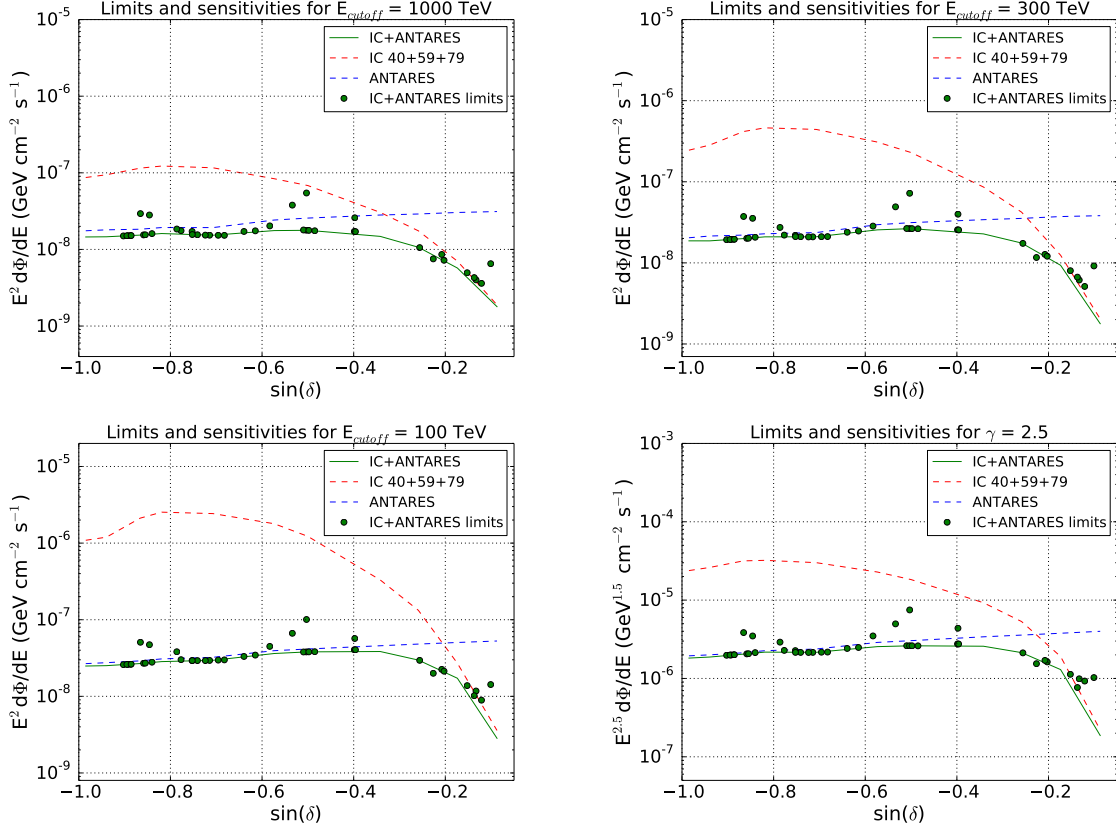 Limits and sensitivities for E_cutoff = 1000 TeV
10⁻⁵
10⁻⁶
10⁻⁷
10⁻⁸
10⁻⁹
E² dΦ/dE (GeV cm⁻² s⁻¹)
IC+ANTARES
IC 40+59+79
ANTARES
IC+ANTARES limits
−1.0 −0.8 −0.6 −0.4 −0.2
sin(δ)
Limits and sensitivities for E_cutoff = 300 TeV
10⁻⁵
10⁻⁶
10⁻⁷
10⁻⁸
10⁻⁹
E² dΦ/dE (GeV cm⁻² s⁻¹)
IC+ANTARES
IC 40+59+79
ANTARES
IC+ANTARES limits
−1.0 −0.8 −0.6 −0.4 −0.2
sin(δ)
Limits and sensitivities for E_cutoff = 100 TeV
10⁻⁵
10⁻⁶
10⁻⁷
10⁻⁸
10⁻⁹
E² dΦ/dE (GeV cm⁻² s⁻¹)
IC+ANTARES
IC 40+59+79
ANTARES
IC+ANTARES limits
−1.0 −0.8 −0.6 −0.4 −0.2
sin(δ)
Limits and sensitivities for γ = 2.5
10⁻³
10⁻⁴
10⁻⁵
10⁻⁶
10⁻⁷
E²·⁵ dΦ/dE (GeV¹·⁵ cm⁻² s⁻¹)
IC+ANTARES
IC 40+59+79
ANTARES
IC+ANTARES limits
−1.0 −0.8 −0.6 −0.4 −0.2
sin(δ)